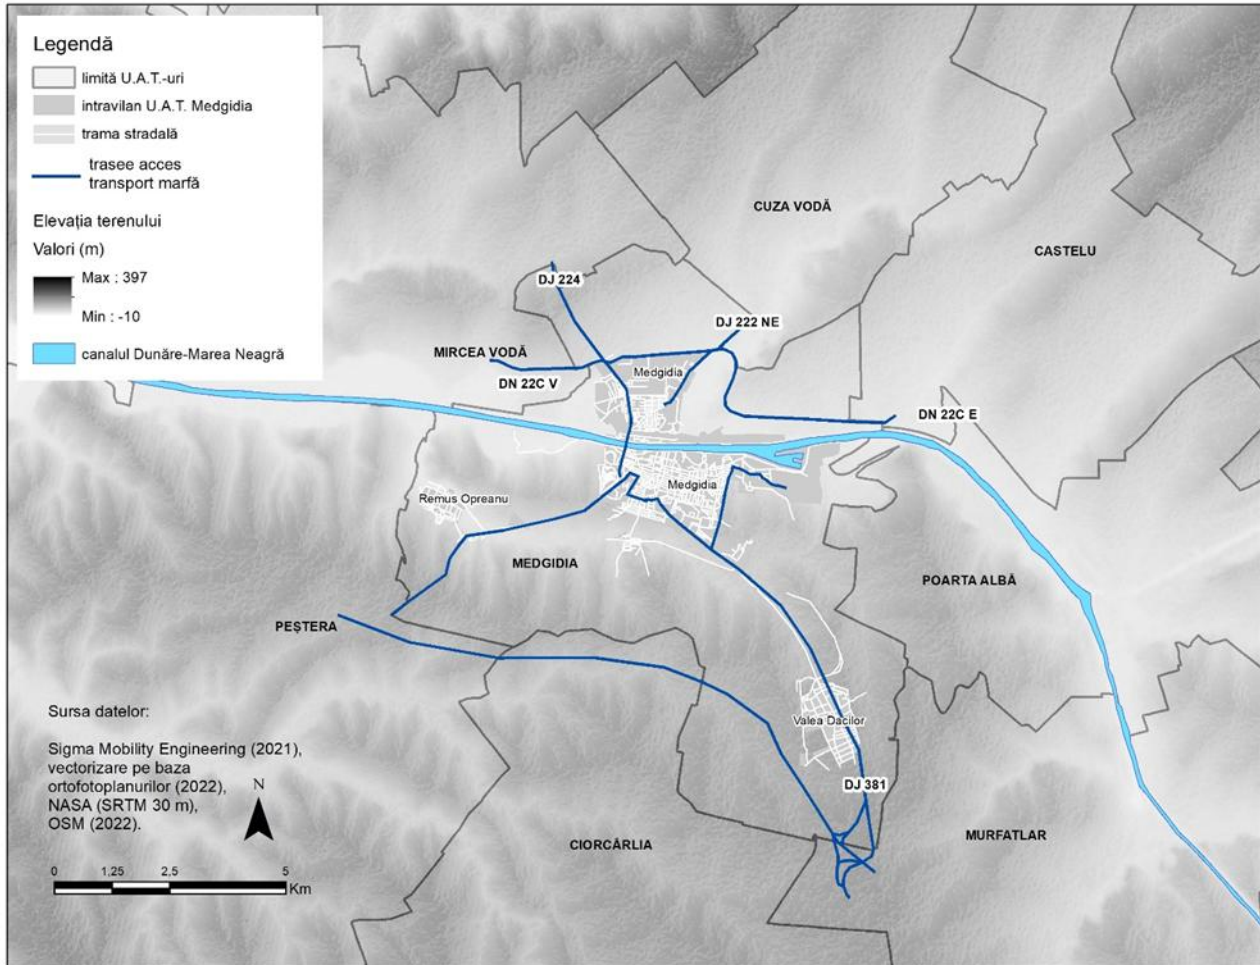 Legendă
limită U.A.T.-uri
intravilan U.A.T. Medgidia
trama stradală
trasee acces
transport marfă
Elevația terenului
Valori (m)
Max : 397
Min : -10
canalul Dunăre-Marea Neagră
CUZA VODĂ
CASTELU
DJ 224
DJ 222 NE
MIRCEA VODĂ
Medgidia
DN 22C V
DN 22C E
Medgidia
Remus Opreanu
MEDGIDIA
POARTA ALBĂ
PEȘTERA
Valea Dacilor
DJ 381
CIORCÂRLIA
MURFATLAR
Sursa datelor:
Sigma Mobility Engineering (2021),
vectorizare pe baza
ortofotoplanurilor (2022),
NASA (SRTM 30 m),
OSM (2022).
N
0 1,25 2,5 5
Km